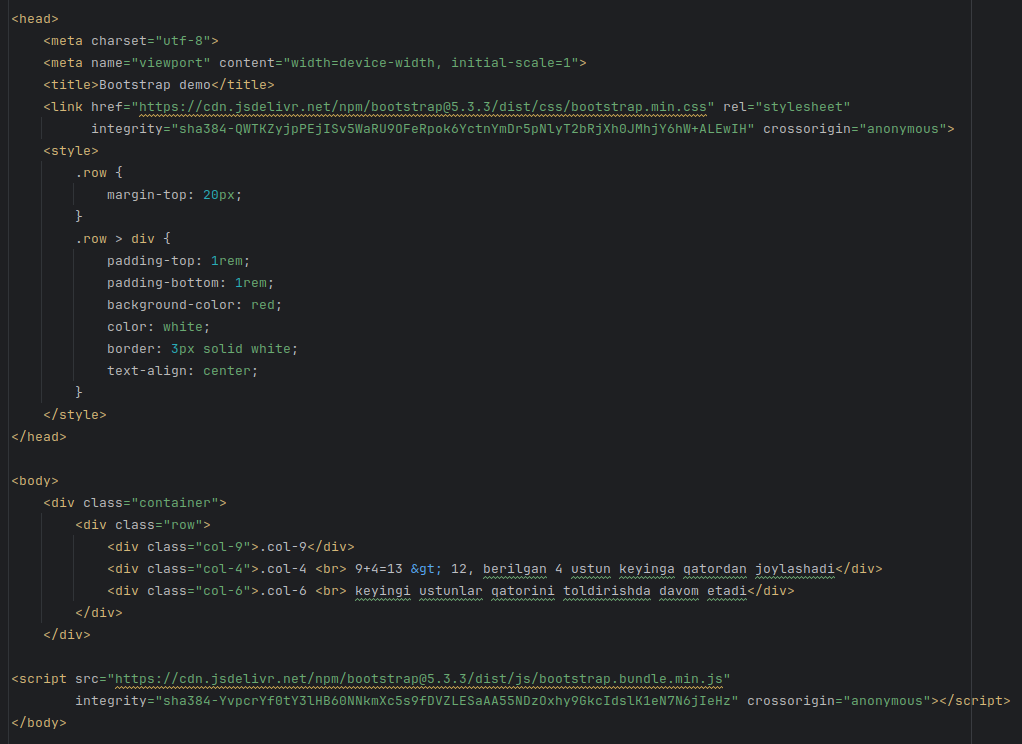 <head>
<meta charset="utf-8">
<meta name="viewport" content="width=device-width, initial-scale=1">
<title>Bootstrap demo</title>
<link href="https://cdn.jsdelivr.net/npm/bootstrap@5.3.3/dist/css/bootstrap.min.css" rel="stylesheet"
integrity="sha384-QWTKZyjpPEjISv5WaRU9OFeRpok6YctnYmDr5pNlyT2bRjXh0JMhjY6hW+ALEwIH" crossorigin="anonymous">
<style>
.row {
margin-top: 20px;
}
.row > div {
padding-top: 1rem;
padding-bottom: 1rem;
background-color: red;
color: white;
border: 3px solid white;
text-align: center;
}
</style>
</head>
<body>
<div class="container">
<div class="row">
<div class="col-9">.col-9</div>
<div class="col-4">.col-4 <br> 9+4=13 &gt; 12, berilgan 4 ustun keyinga qatordan joylashadi</div>
<div class="col-6">.col-6 <br> keyingi ustunlar qatorini toldirishda davom etadi</div>
</div>
</div>
<script src="https://cdn.jsdelivr.net/npm/bootstrap@5.3.3/dist/js/bootstrap.bundle.min.js"
integrity="sha384-YvpcrYf0tY3lHB60NNkmXc5s9fDVZLESaAA55NDzOxhy9GkcIdslK1eN7N6jIeHz" crossorigin="anonymous"></script>
</body>